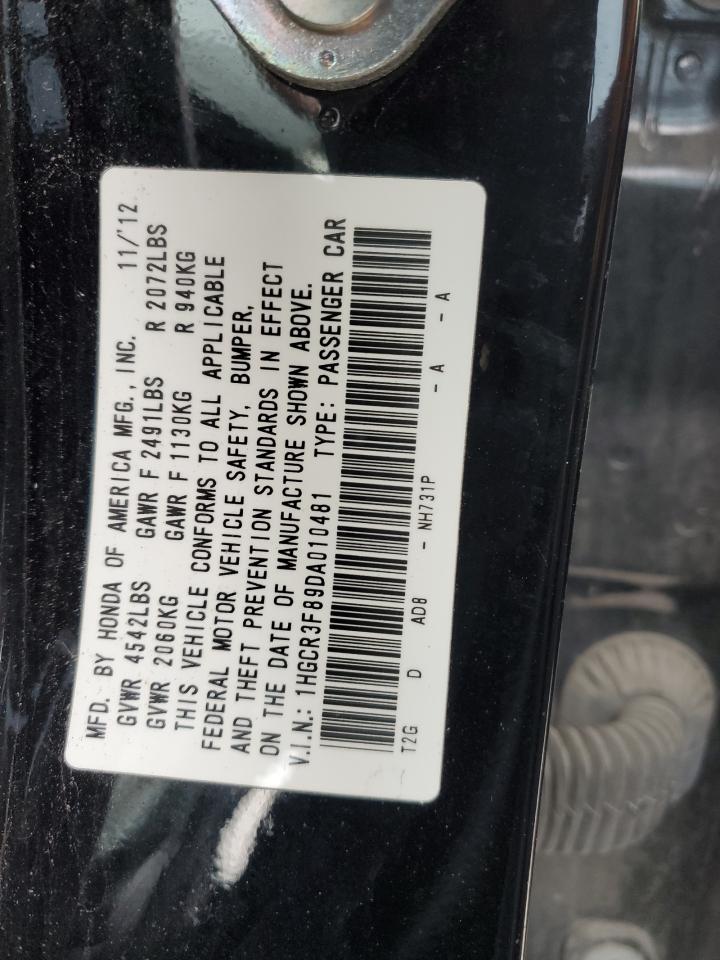 MFD. BY HONDA OF AMERICA MFG., INC. 11/'12
GVWR 4542LBS GAWR F 2491LBS R 2072LBS
GVWR 2060KG GAWR F 1130KG R 940KG
THIS VEHICLE CONFORMS TO ALL APPLICABLE
FEDERAL MOTOR VEHICLE SAFETY, BUMPER,
AND THEFT PREVENTION STANDARDS IN EFFECT
ON THE DATE OF MANUFACTURE SHOWN ABOVE.
V.I.N.: 1HGCR3F89DA010481 TYPE: PASSENGER CAR
T2G D AD8 - NH731P - A - A